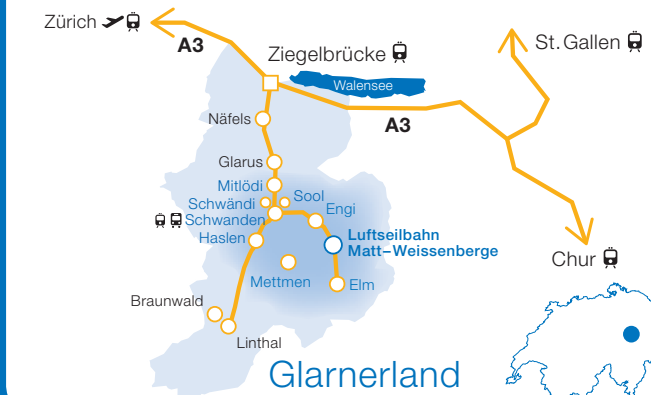 Zürich
A3
Ziegelbrücke
St. Gallen
Walensee
A3
Näfels
Glarus
Mitlödi
Schwändi
Sool
Schwanden
Engi
Haslen
Luftseilbahn
Matt–Weissenberge
Chur
Mettmen
Elm
Braunwald
Linthal
Glarnerland